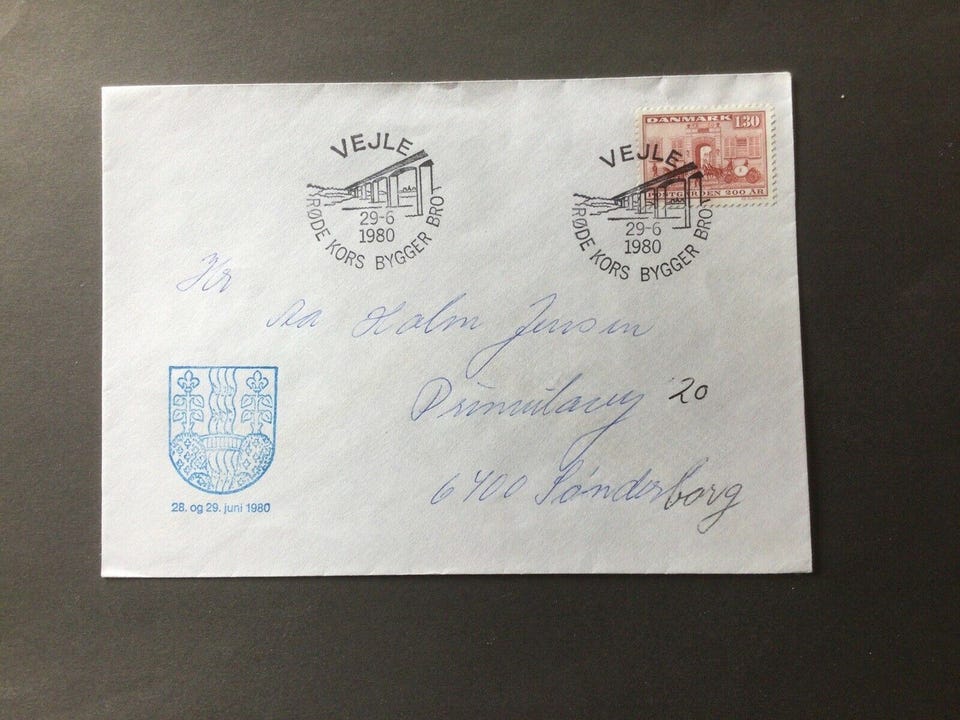 VEJLE
29-6
1980
RØDE KORS BYGGER BRO
DANMARK 1.30
POSTGÅRDEN 200 ÅR
VEJLE
29-6
1980
RØDE KORS BYGGER BRO
Hr
Holm Jensen
20
6400 Sønderborg
28. og 29. juni 1980